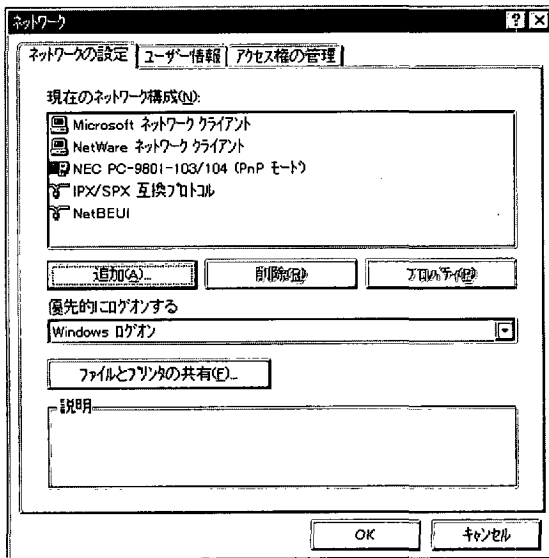 ネットワーク
ネットワークの設定 ユーザー情報 アクセス権の管理
現在のネットワーク構成(N):
Microsoft ネットワーク クライアント
NetWare ネットワーク クライアント
NEC PC-9801-103/104 (PnP モード)
IPX/SPX 互換プロトコル
NetBEUI
追加(A)... 削除(R) プロパティ(P)
優先的にログオンする
Windows ログオン
ファイルとプリンタの共有(F)...
説明
OK キャンセル